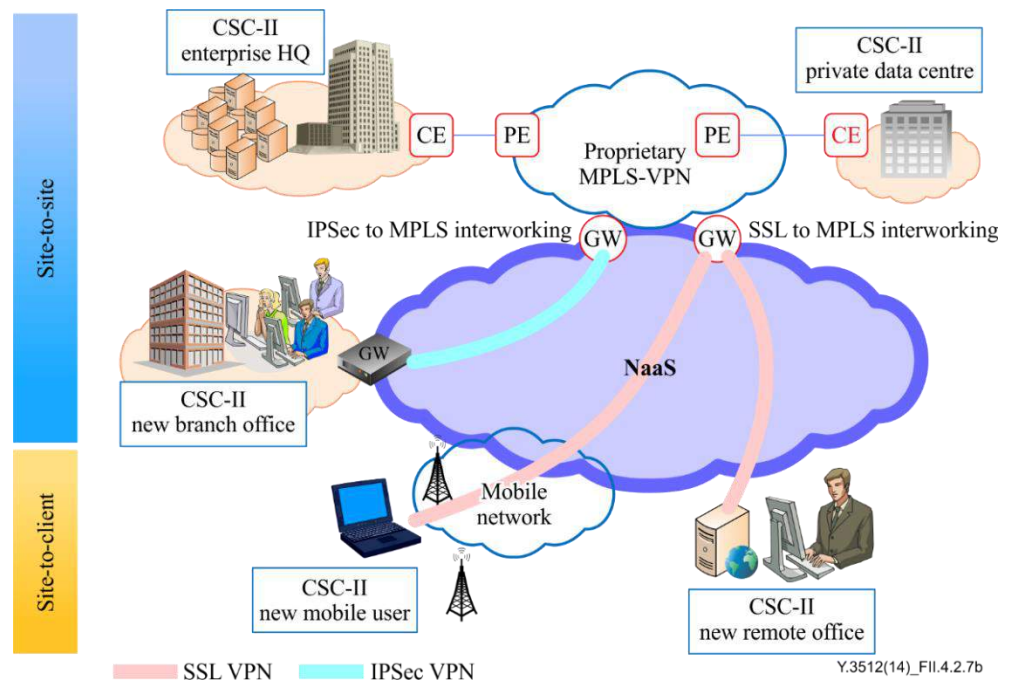 Site-to-site
Site-to-client
CSC-II
enterprise HQ
CSC-II
private data centre
CE
PE
PE
CE
Proprietary
MPLS-VPN
IPSec to MPLS interworking
GW
GW
SSL to MPLS interworking
GW
NaaS
CSC-II
new branch office
Mobile
network
CSC-II
new mobile user
CSC-II
new remote office
SSL VPN
IPSec VPN
Y.3512(14)_FII.4.2.7b